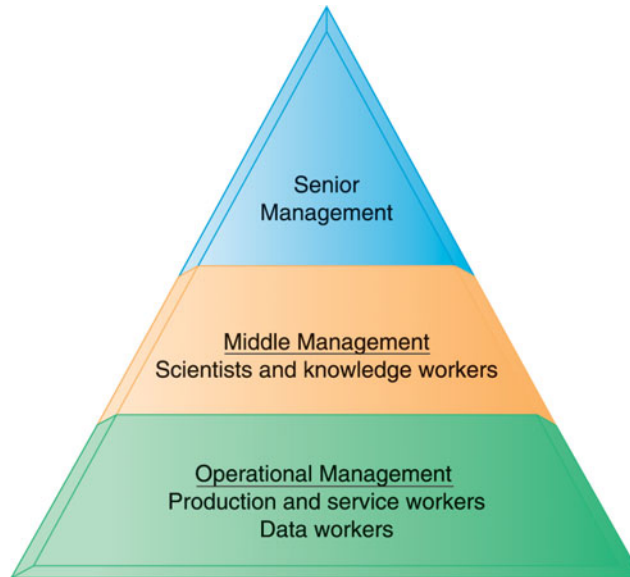 Senior
Management
Middle Management
Scientists and knowledge workers
Operational Management
Production and service workers
Data workers